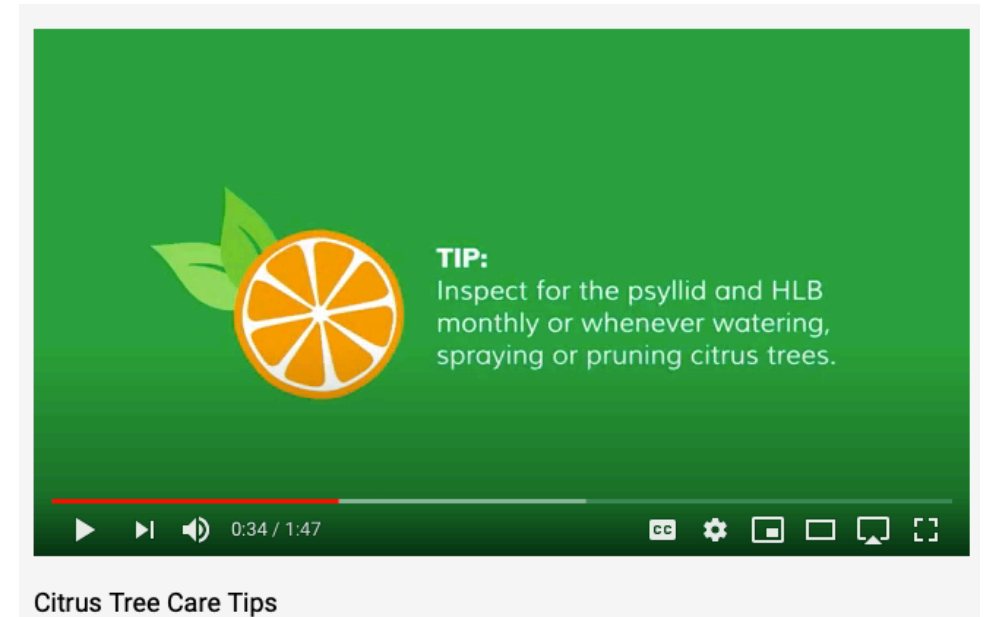 TIP:
Inspect for the psyllid and HLB
monthly or whenever watering,
spraying or pruning citrus trees.
0:34 / 1:47
CC
Citrus Tree Care Tips